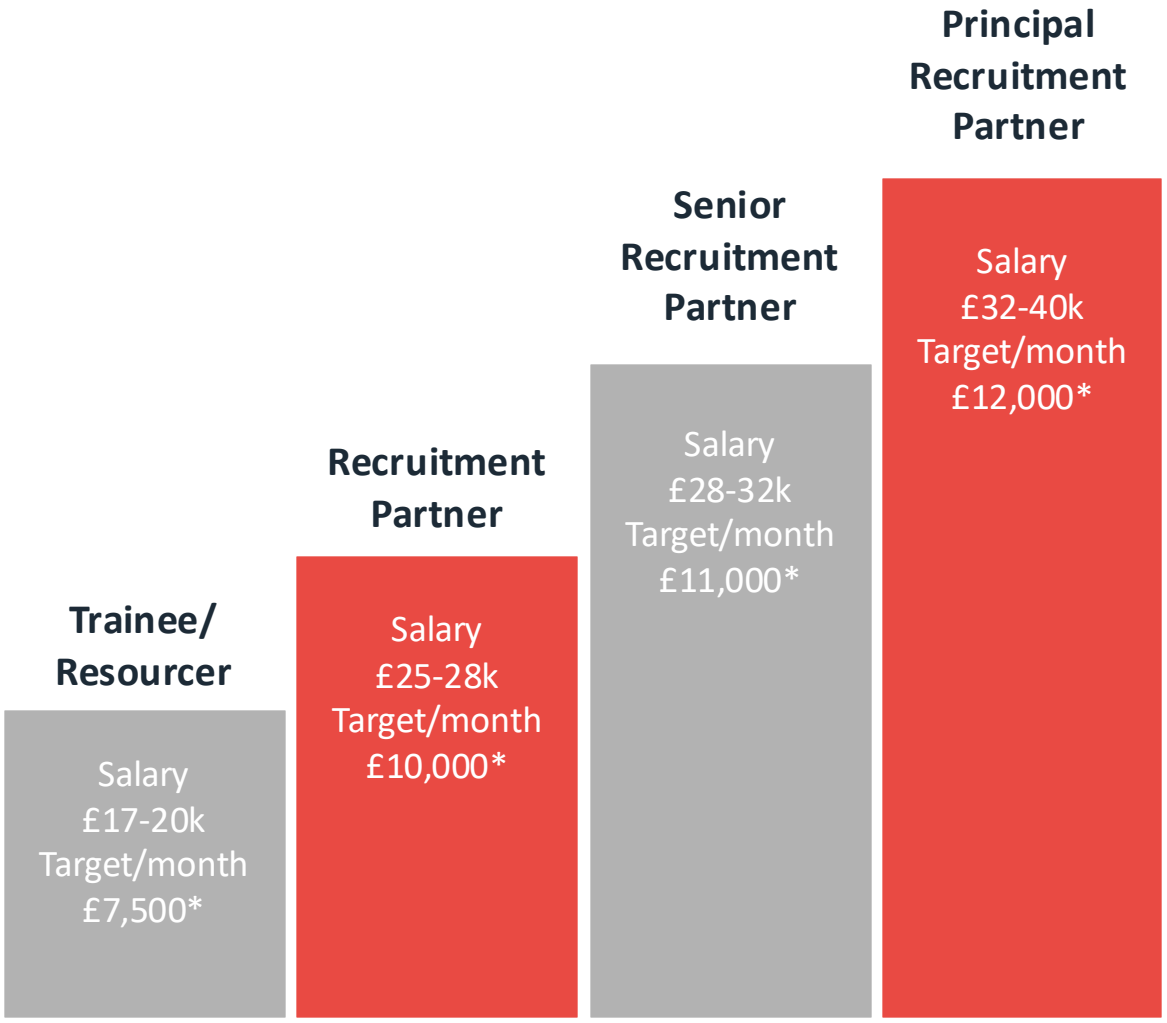 Trainee/
Resourcer
Salary
£17-20k
Target/month
£7,500*
Recruitment
Partner
Salary
£25-28k
Target/month
£10,000*
Senior
Recruitment
Partner
Salary
£28-32k
Target/month
£11,000*
Principal
Recruitment
Partner
Salary
£32-40k
Target/month
£12,000*